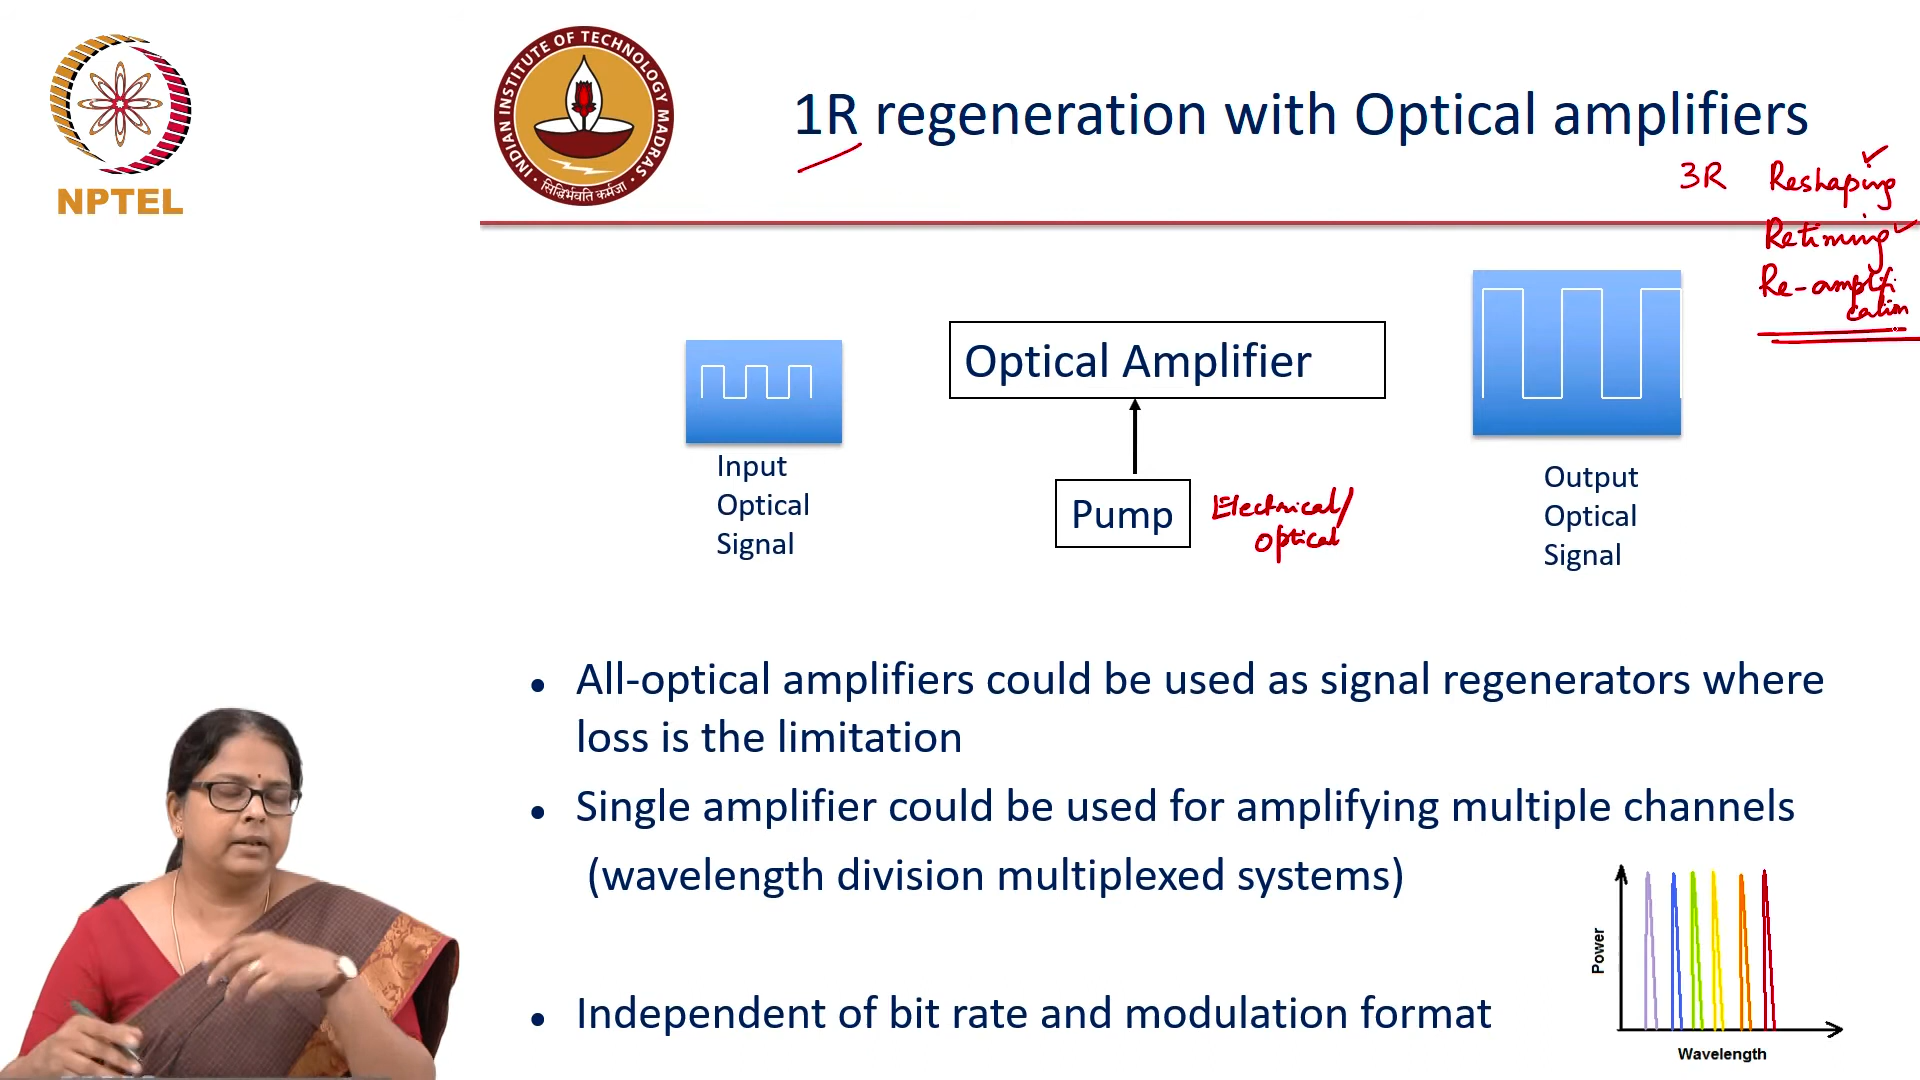 NPTEL
INDIAN INSTITUTE OF TECHNOLOGY MADRAS
सिद्धिर्भवति कर्मजा
1R regeneration with Optical amplifiers
3R Reshaping
Retiming
Re-amplifi
cation
Optical Amplifier
Input
Optical
Signal
Pump
Electrical/
Optical
Output
Optical
Signal
All-optical amplifiers could be used as signal regenerators where
loss is the limitation
Single amplifier could be used for amplifying multiple channels
(wavelength division multiplexed systems)
Independent of bit rate and modulation format
Power
Wavelength